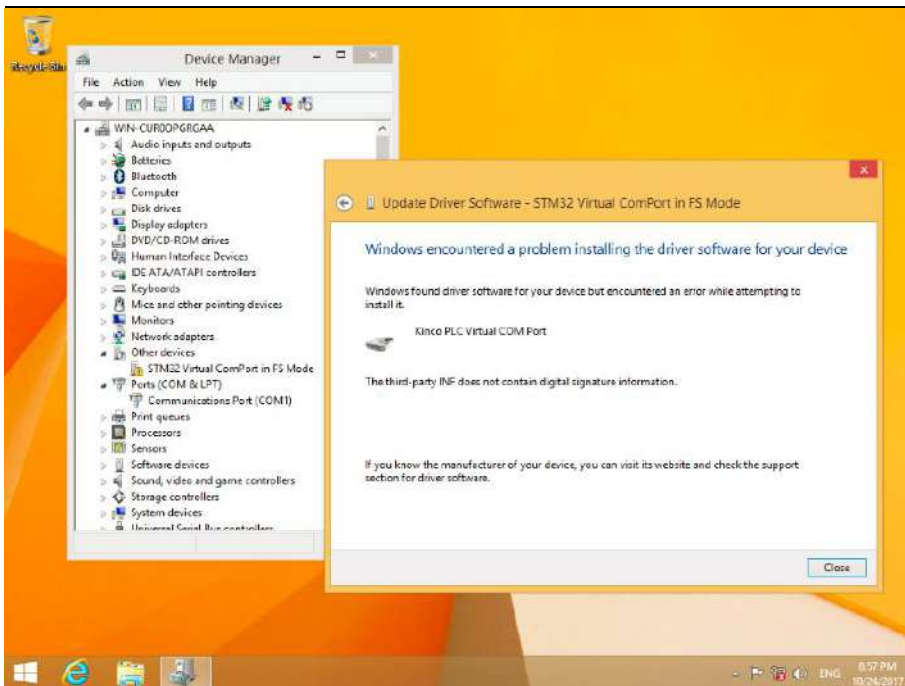 Recycle Bin
Device Manager
File Action View Help
WIN-CUR0OPGRGAA
Audio inputs and outputs
Batteries
Bluetooth
Computer
Disk drives
Display adapters
DVD/CD-ROM drives
Human Interface Devices
IDE ATA/ATAPI controllers
Keyboards
Mice and other pointing devices
Monitors
Network adapters
Other devices
STM32 Virtual ComPort in FS Mode
Ports (COM & LPT)
Communications Port (COM1)
Print queues
Processors
Sensors
Software devices
Sound, video and game controllers
Storage controllers
System devices
Universal Serial Bus controllers
Update Driver Software - STM32 Virtual ComPort in FS Mode
Windows encountered a problem installing the driver software for your device
Windows found driver software for your device but encountered an error while attempting to
install it.
Kinco PLC Virtual COM Port
The third-party INF does not contain digital signature information.
If you know the manufacturer of your device, you can visit its website and check the support
section for driver software.
Close
ENG
8:57 PM
10/24/2017